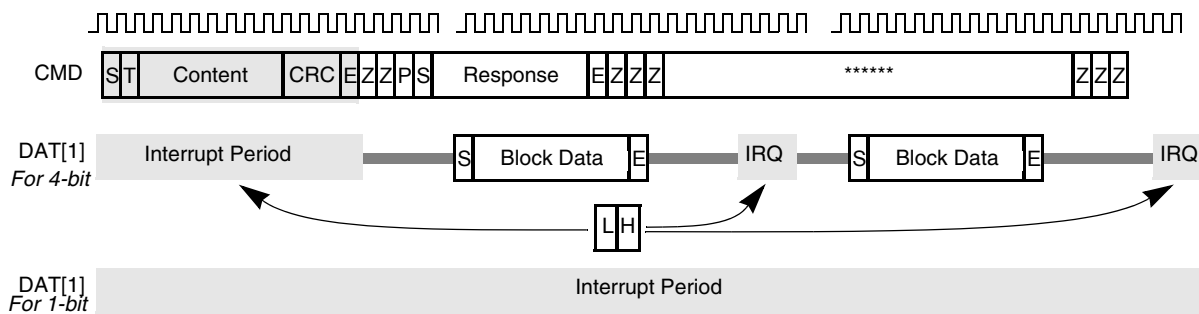 CMD S T Content CRC E Z Z P S Response E Z Z Z ****** Z Z Z
DAT[1] Interrupt Period S Block Data E IRQ S Block Data E IRQ
For 4-bit
L H
DAT[1] Interrupt Period
For 1-bit